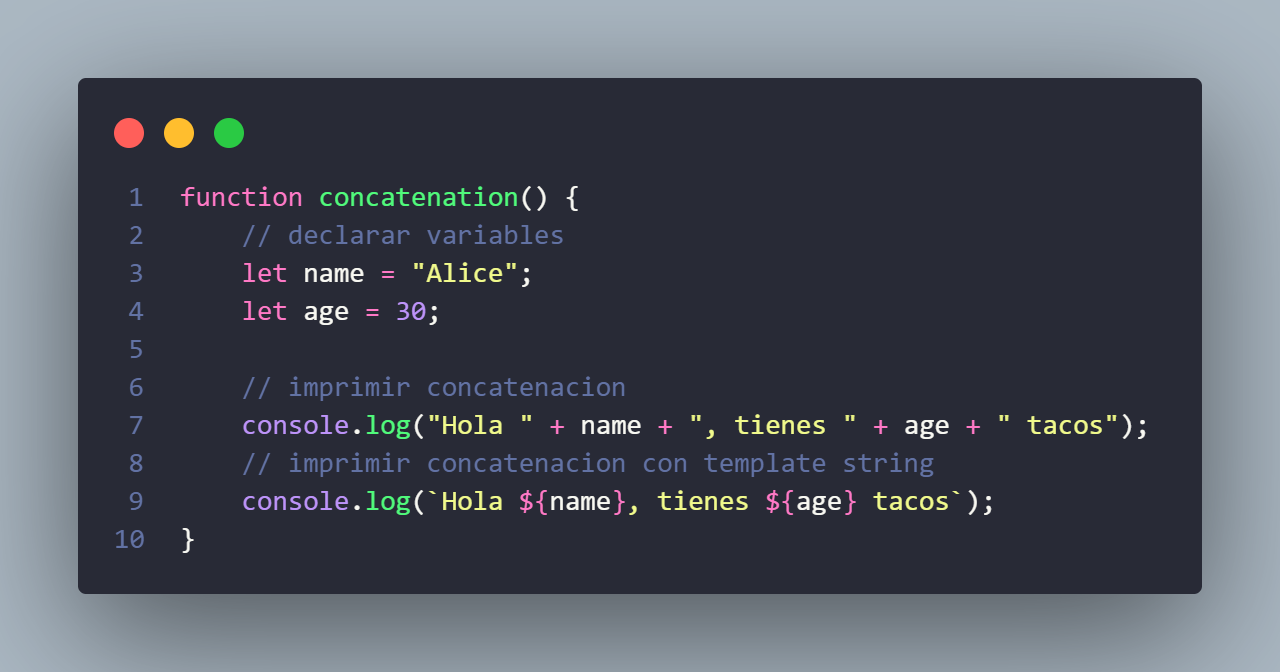 1 function concatenation() {
2     // declarar variables
3     let name = "Alice";
4     let age = 30;
5
6     // imprimir concatenacion
7     console.log("Hola " + name + ", tienes " + age + " tacos");
8     // imprimir concatenacion con template string
9     console.log(`Hola ${name}, tienes ${age} tacos`);
10 }